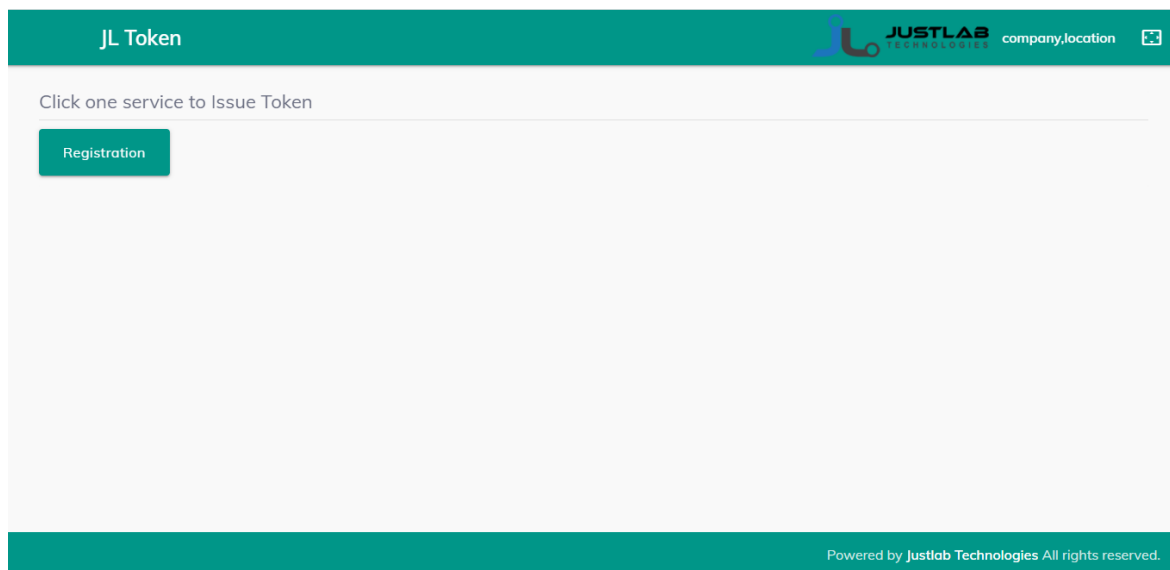 JL Token
JUSTLAB
TECHNOLOGIES
company,location
Click one service to Issue Token
Registration
Powered by Justlab Technologies All rights reserved.